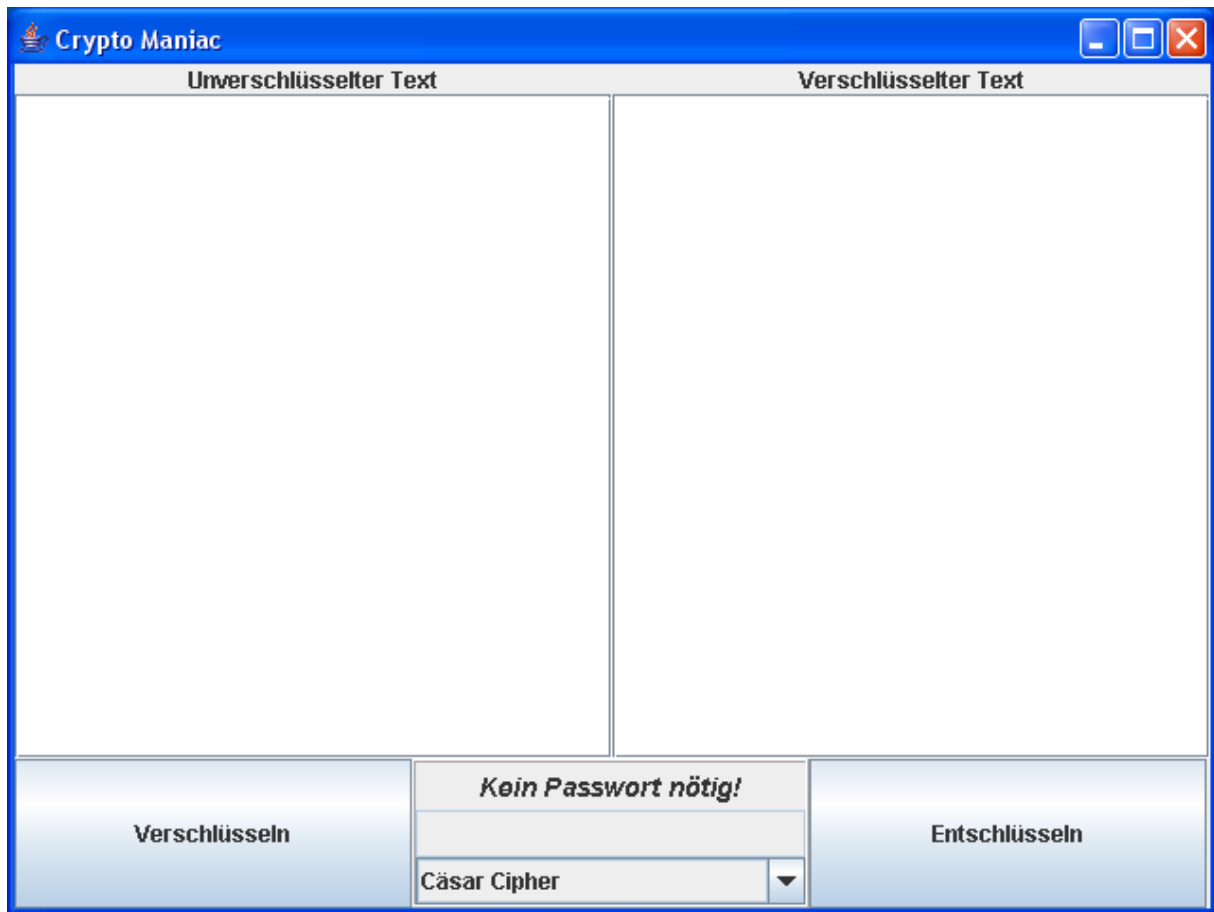 Crypto Maniac
Unverschlüsselter Text
Verschlüsselter Text
Kein Passwort nötig!
Verschlüsseln
Entschlüsseln
Cäsar Cipher